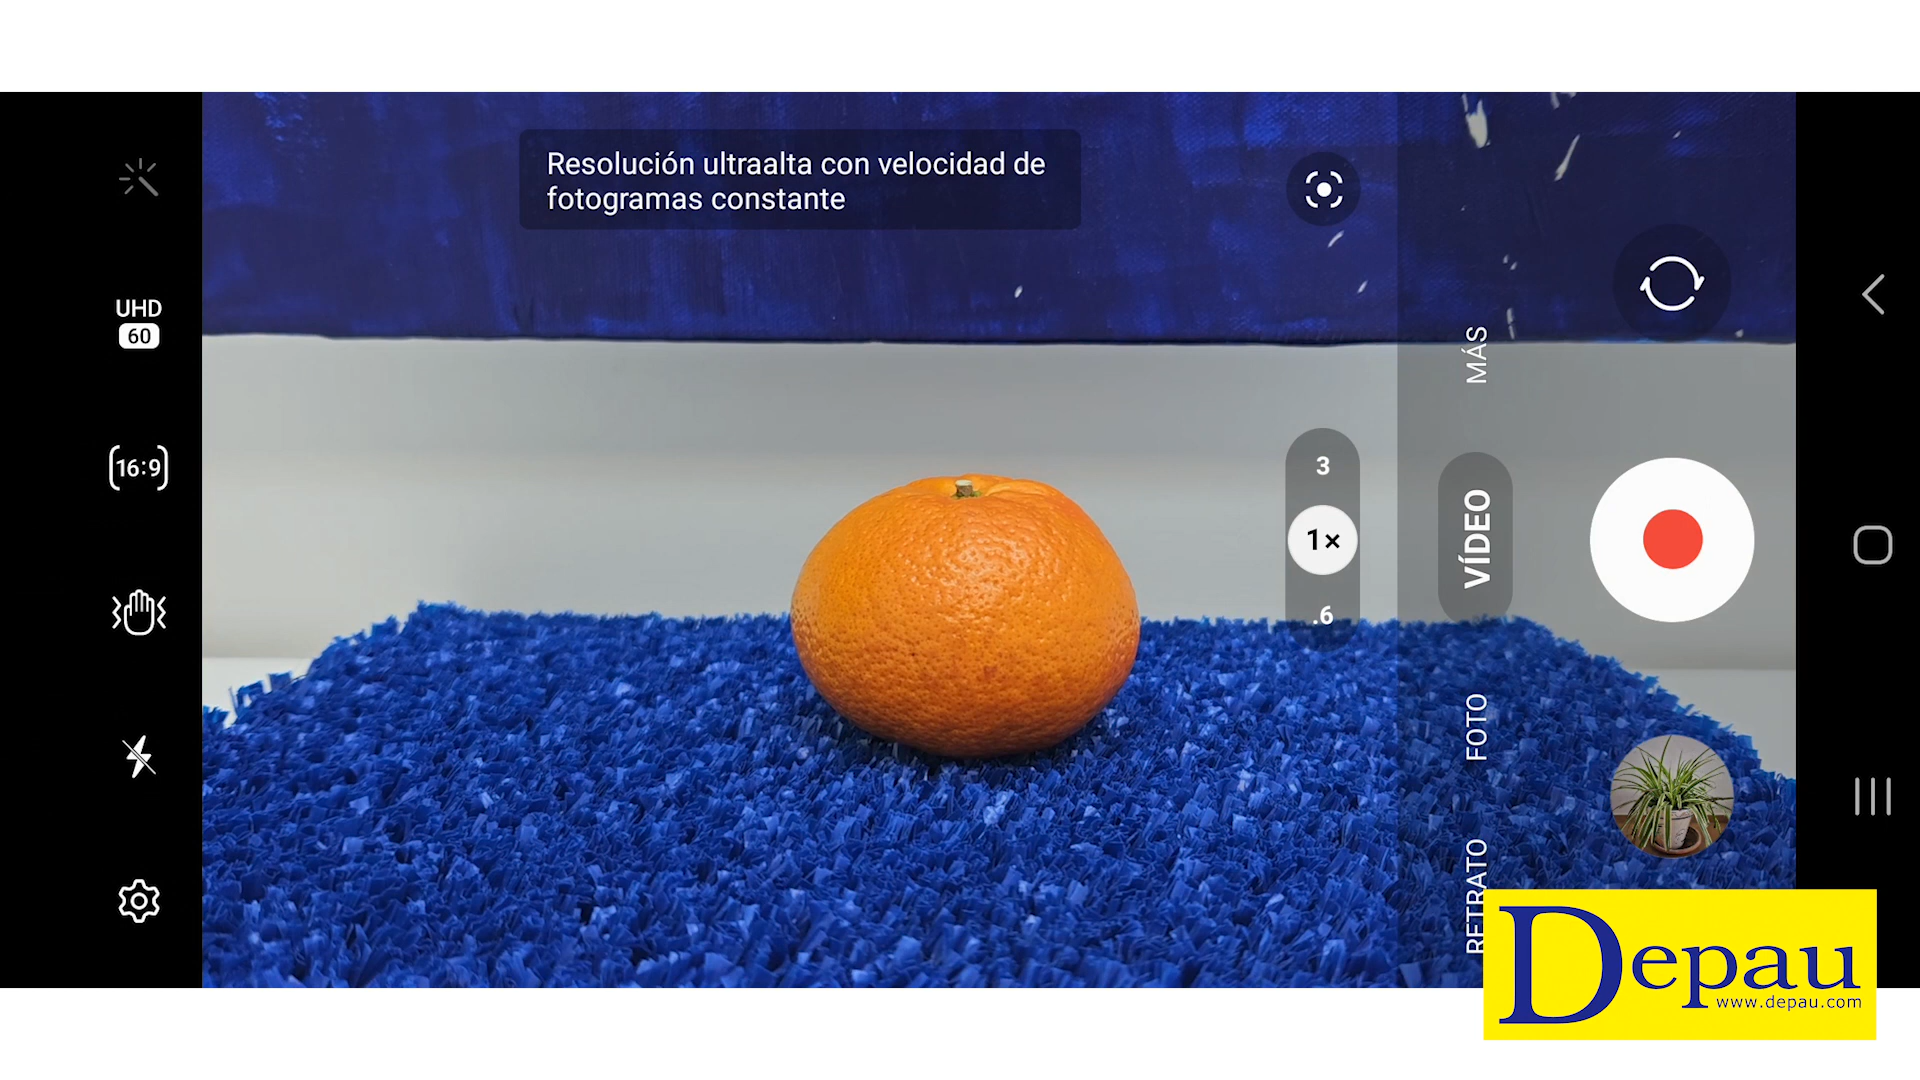 Resolución ultraalta con velocidad de
fotogramas constante
UHD
60
16:9
3
1×
.6
MÁS
VÍDEO
FOTO
RETRATO
Depau
www.depau.com